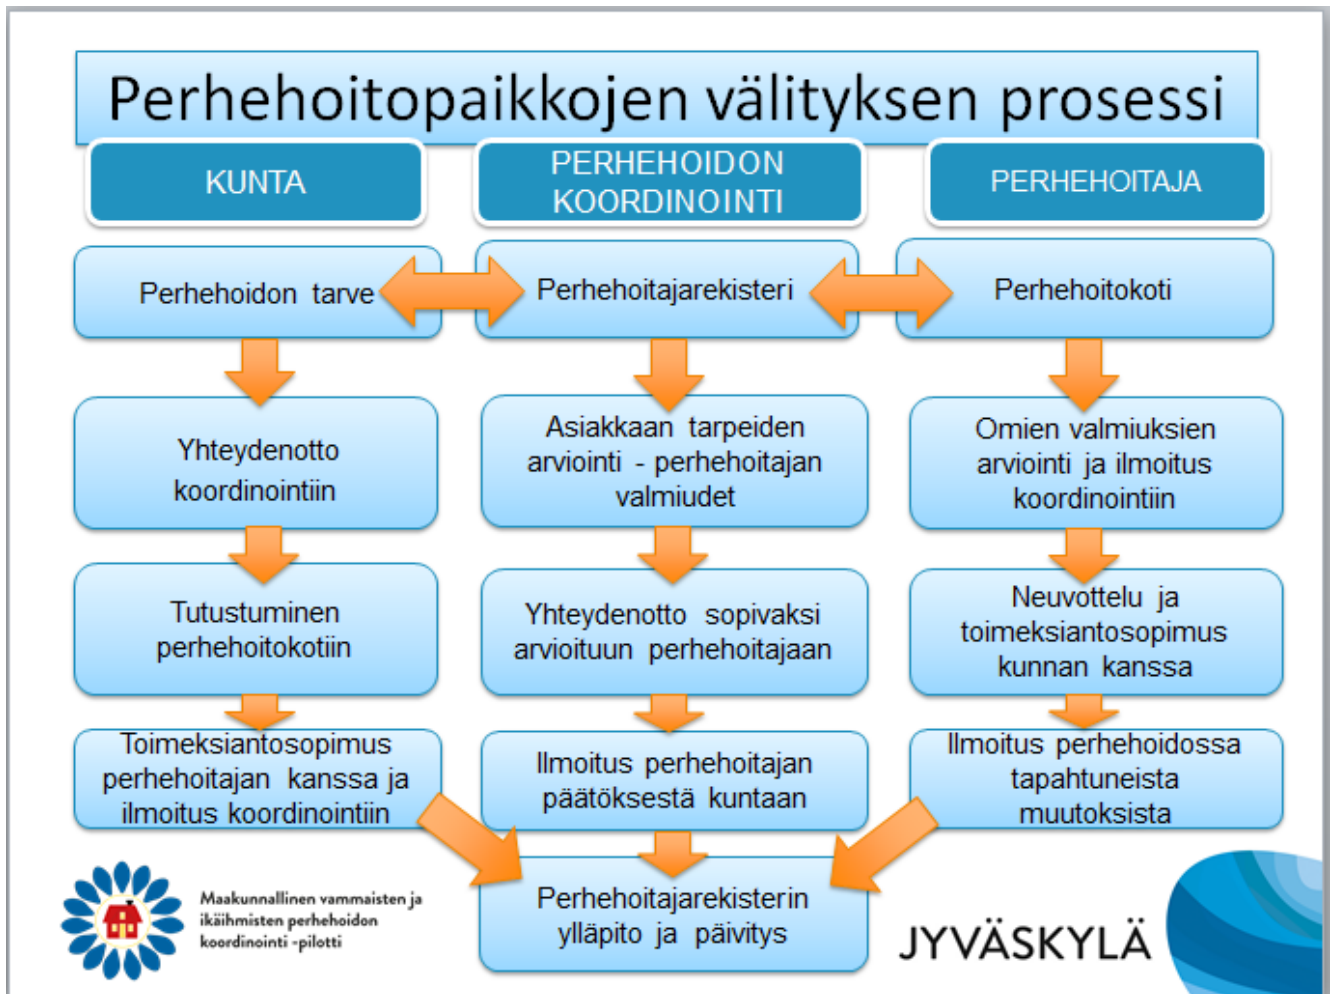 Perhehoitopaikkojen välityksen prosessi
KUNTA
PERHEHOIDON
KOORDINOINTI
PERHEHOITAJA
Perhehoidon tarve
Perhehoitajarekisteri
Perhehoitokoti
Yhteydenotto
koordinointiin
Asiakkaan tarpeiden
arviointi - perhehoitajan
valmiudet
Omien valmiuksien
arviointi ja ilmoitus
koordinointiin
Tutustuminen
perhehoitokotiin
Yhteydenotto sopivaksi
arvioituun perhehoitajaan
Neuvottelu ja
toimeksiantosopimus
kunnan kanssa
Toimeksiantosopimus
perhehoitajan kanssa ja
ilmoitus koordinointiin
Ilmoitus perhehoitajan
päätöksestä kuntaan
Ilmoitus perhehoidossa
tapahtuneista
muutoksista
Perhehoitajarekisterin
ylläpito ja päivitys
Maakunnallinen vammaisten ja
ikäihmisten perhehoidon
koordinointi -pilotti
JYVÄSKYLÄ